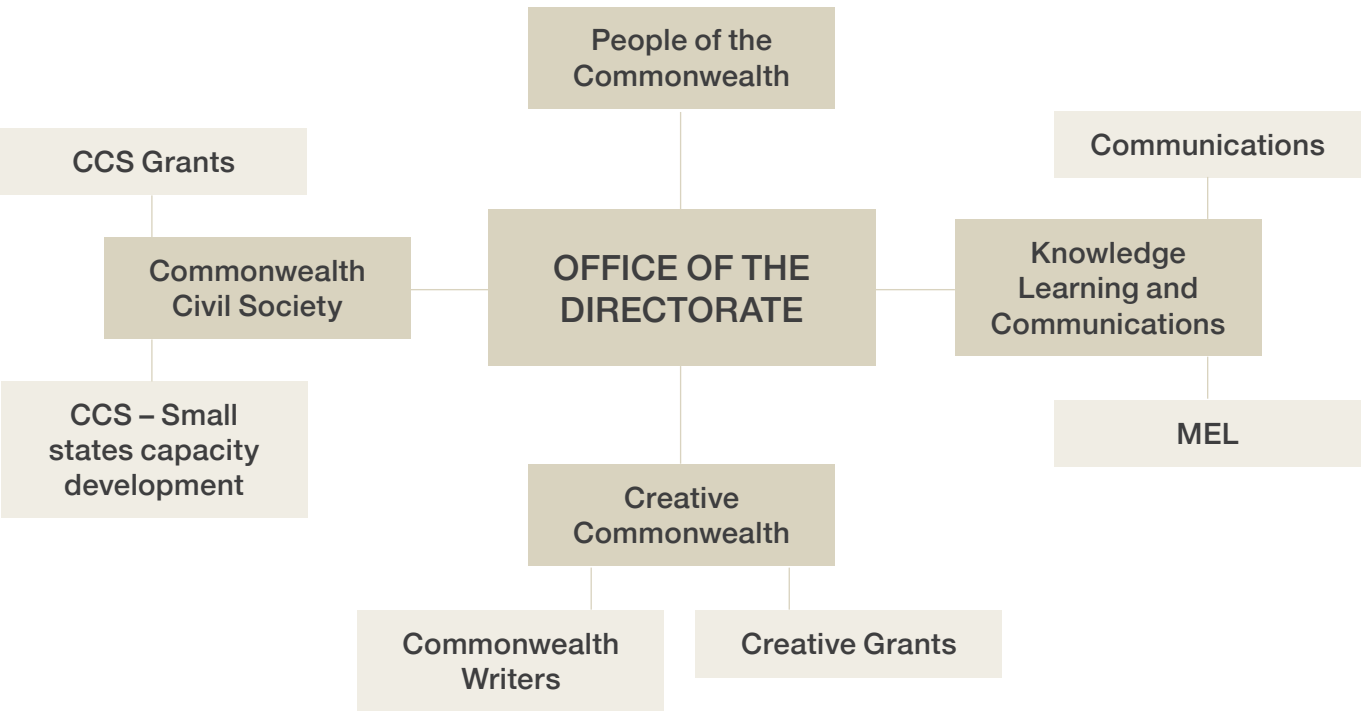 People of the
Commonwealth
CCS Grants
Communications
Commonwealth
Civil Society
OFFICE OF THE
DIRECTORATE
Knowledge
Learning and
Communications
CCS – Small
states capacity
development
MEL
Creative
Commonwealth
Commonwealth
Writers
Creative Grants